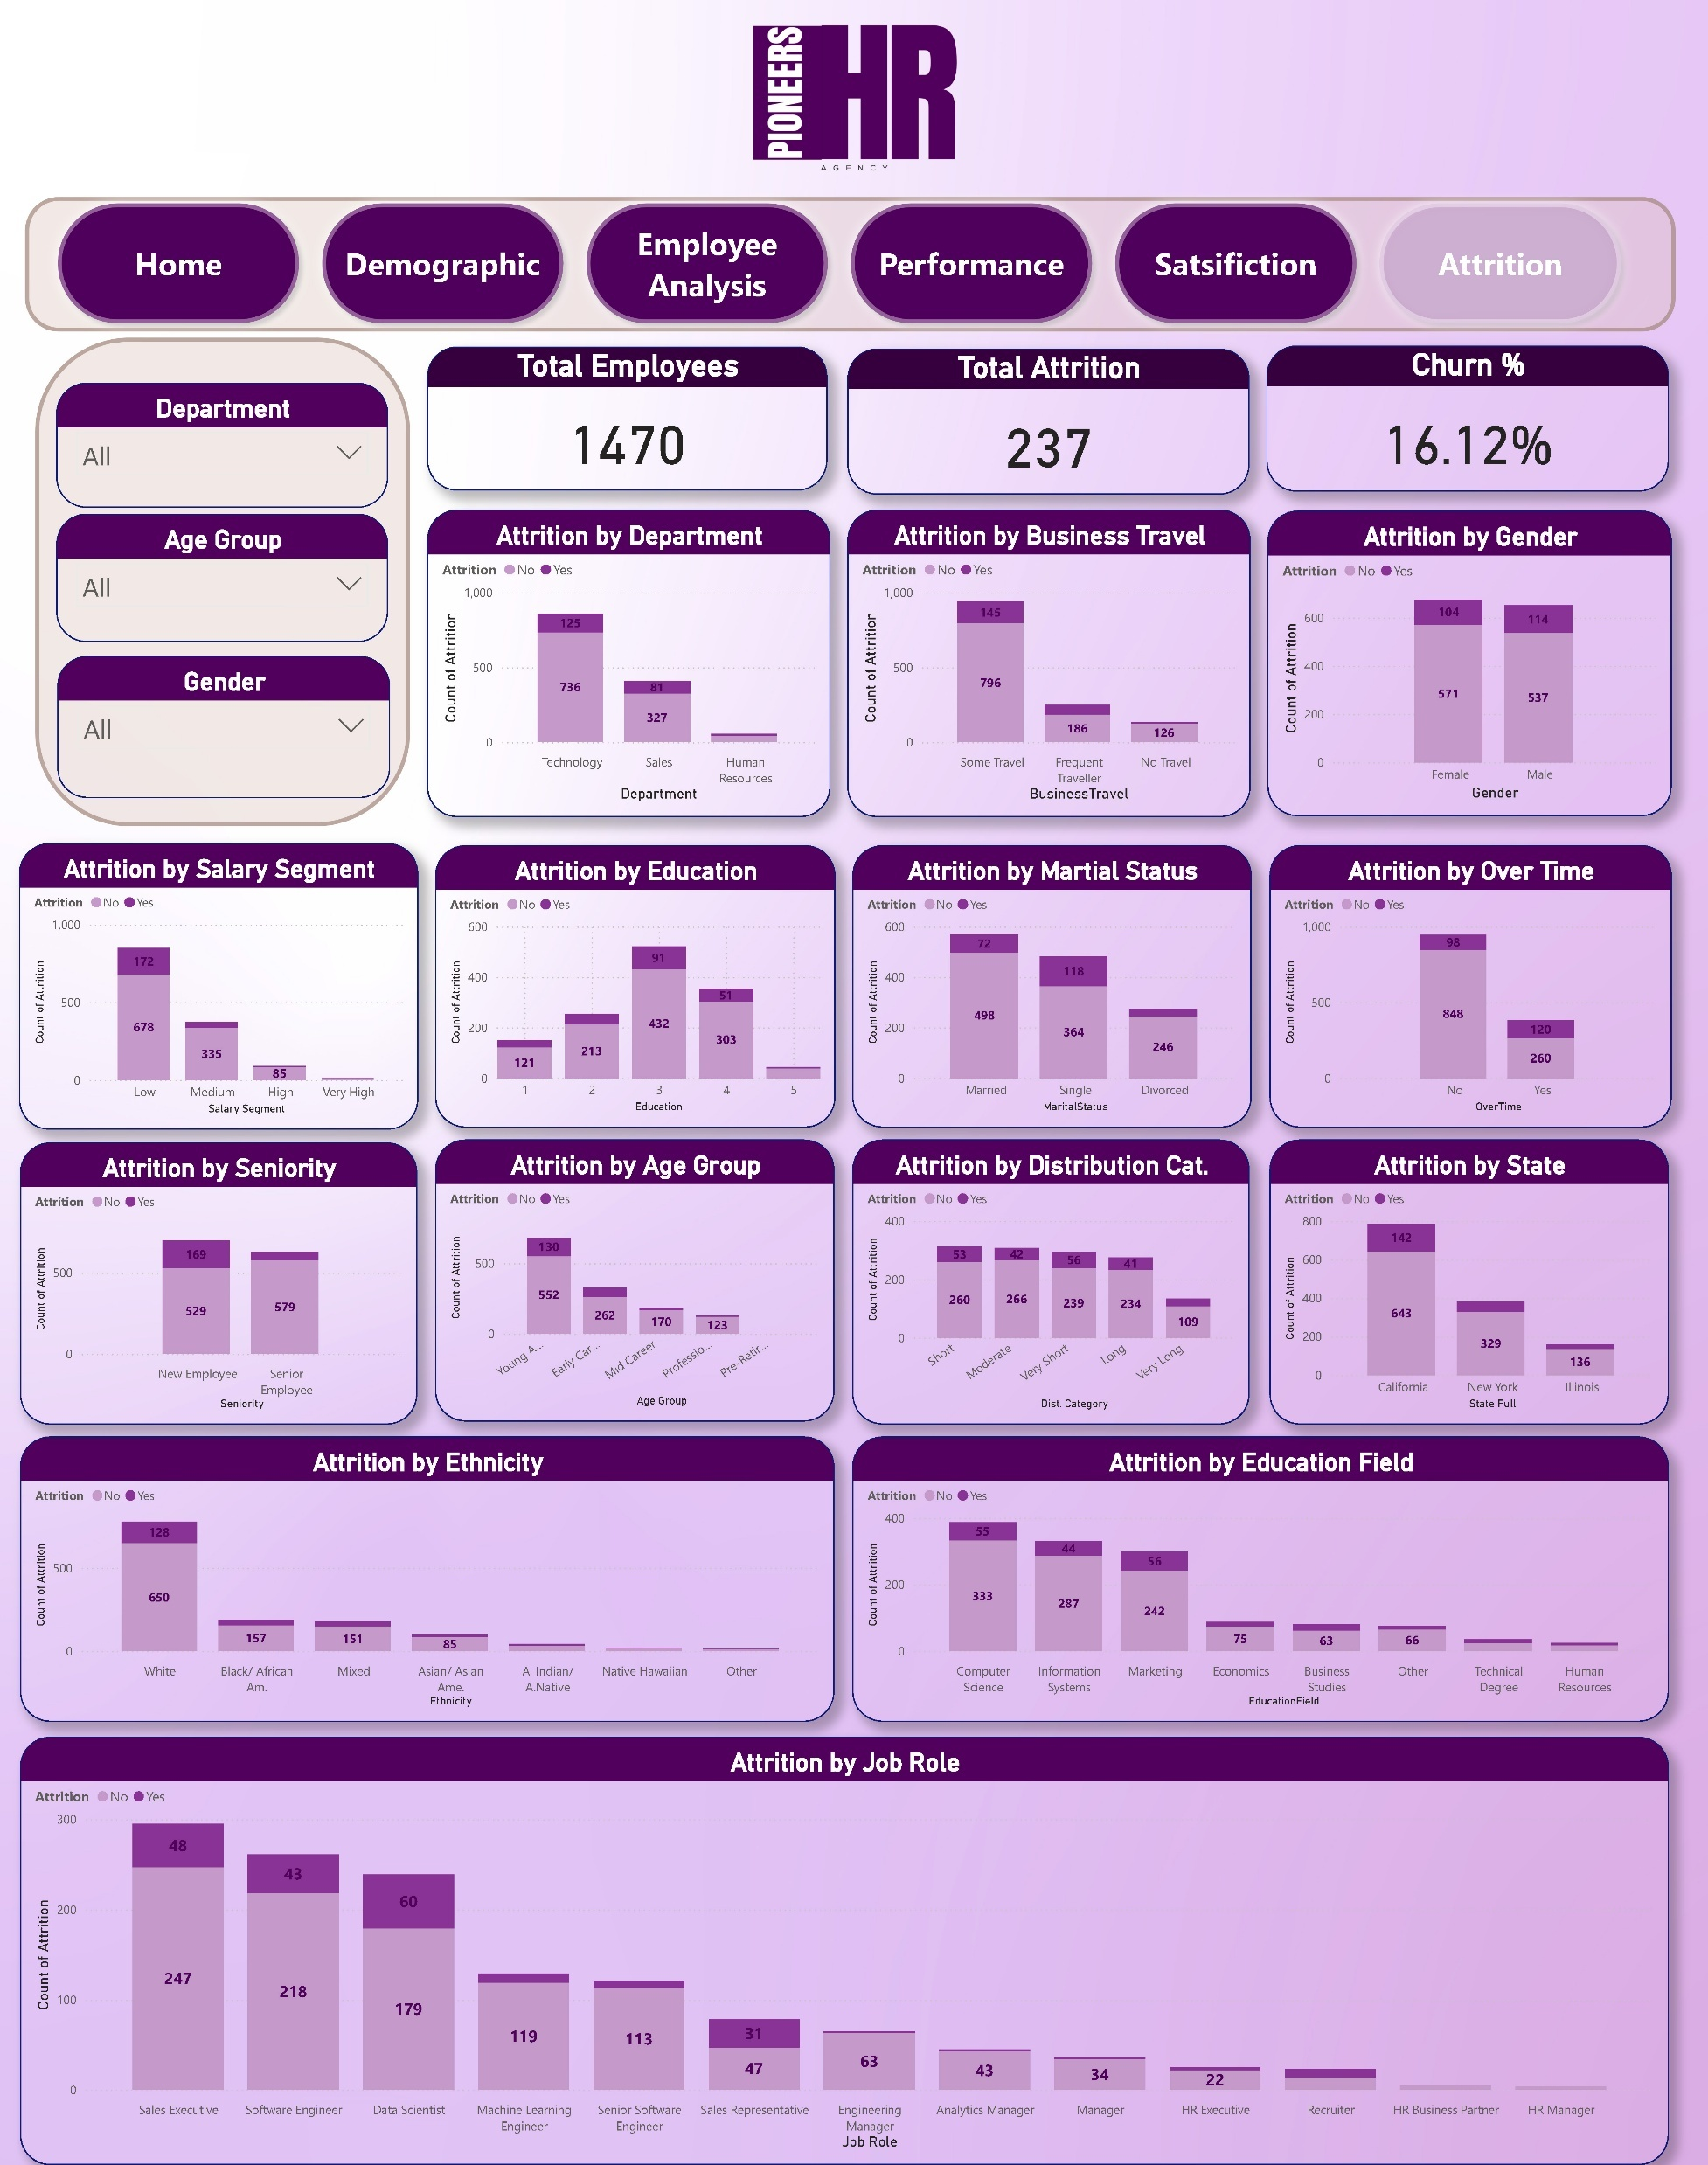 PIONEERS
HR
AGENCY
Home
Demographic
Employee
Analysis
Performance
Satsifiction
Attrition
Department
All
Age Group
All
Gender
All
Total Employees
1470
Total Attrition
237
Churn %
16.12%
Attrition by Department
Attrition No Yes
Count of Attrition
1,000
500
0
125
736
81
327
Technology
Sales
Human
Resources
Department
Attrition by Business Travel
Attrition No Yes
Count of Attrition
1,000
500
0
145
796
186
126
Some Travel
Frequent
Traveller
No Travel
BusinessTravel
Attrition by Gender
Attrition No Yes
Count of Attrition
600
400
200
0
104
571
114
537
Female
Male
Gender
Attrition by Salary Segment
Attrition No Yes
Count of Attrition
1,000
500
0
172
678
335
85
Low
Medium
High
Very High
Salary Segment
Attrition by Education
Attrition No Yes
Count of Attrition
600
400
200
0
121
213
91
432
51
303
1
2
3
4
5
Education
Attrition by Martial Status
Attrition No Yes
Count of Attrition
600
400
200
0
72
498
118
364
246
Married
Single
Divorced
MaritalStatus
Attrition by Over Time
Attrition No Yes
Count of Attrition
1,000
500
0
98
848
120
260
No
Yes
OverTime
Attrition by Seniority
Attrition No Yes
Count of Attrition
500
0
169
529
579
New Employee
Senior
Employee
Seniority
Attrition by Age Group
Attrition No Yes
Count of Attrition
500
0
130
552
262
170
123
Young A...
Early Car...
Mid Career
Professio...
Pre-Retir...
Age Group
Attrition by Distribution Cat.
Attrition No Yes
Count of Attrition
400
200
0
53
260
42
266
56
239
41
234
109
Short
Moderate
Very Short
Long
Very Long
Dist. Category
Attrition by State
Attrition No Yes
Count of Attrition
800
600
400
200
0
142
643
329
136
California
New York
Illinois
State Full
Attrition by Ethnicity
Attrition No Yes
Count of Attrition
500
0
128
650
157
151
85
White
Black/ African
Am.
Mixed
Asian/ Asian
Ame.
A. Indian/
A.Native
Native Hawaiian
Other
Ethnicity
Attrition by Education Field
Attrition No Yes
Count of Attrition
400
200
0
55
333
44
287
56
242
75
63
66
Computer
Science
Information
Systems
Marketing
Economics
Business
Studies
Other
Technical
Degree
Human
Resources
EducationField
Attrition by Job Role
Attrition No Yes
Count of Attrition
300
200
100
0
48
247
43
218
60
179
119
113
31
47
63
43
34
22
Sales Executive
Software Engineer
Data Scientist
Machine Learning
Engineer
Senior Software
Engineer
Sales Representative
Engineering
Manager
Analytics Manager
Manager
HR Executive
Recruiter
HR Business Partner
HR Manager
Job Role